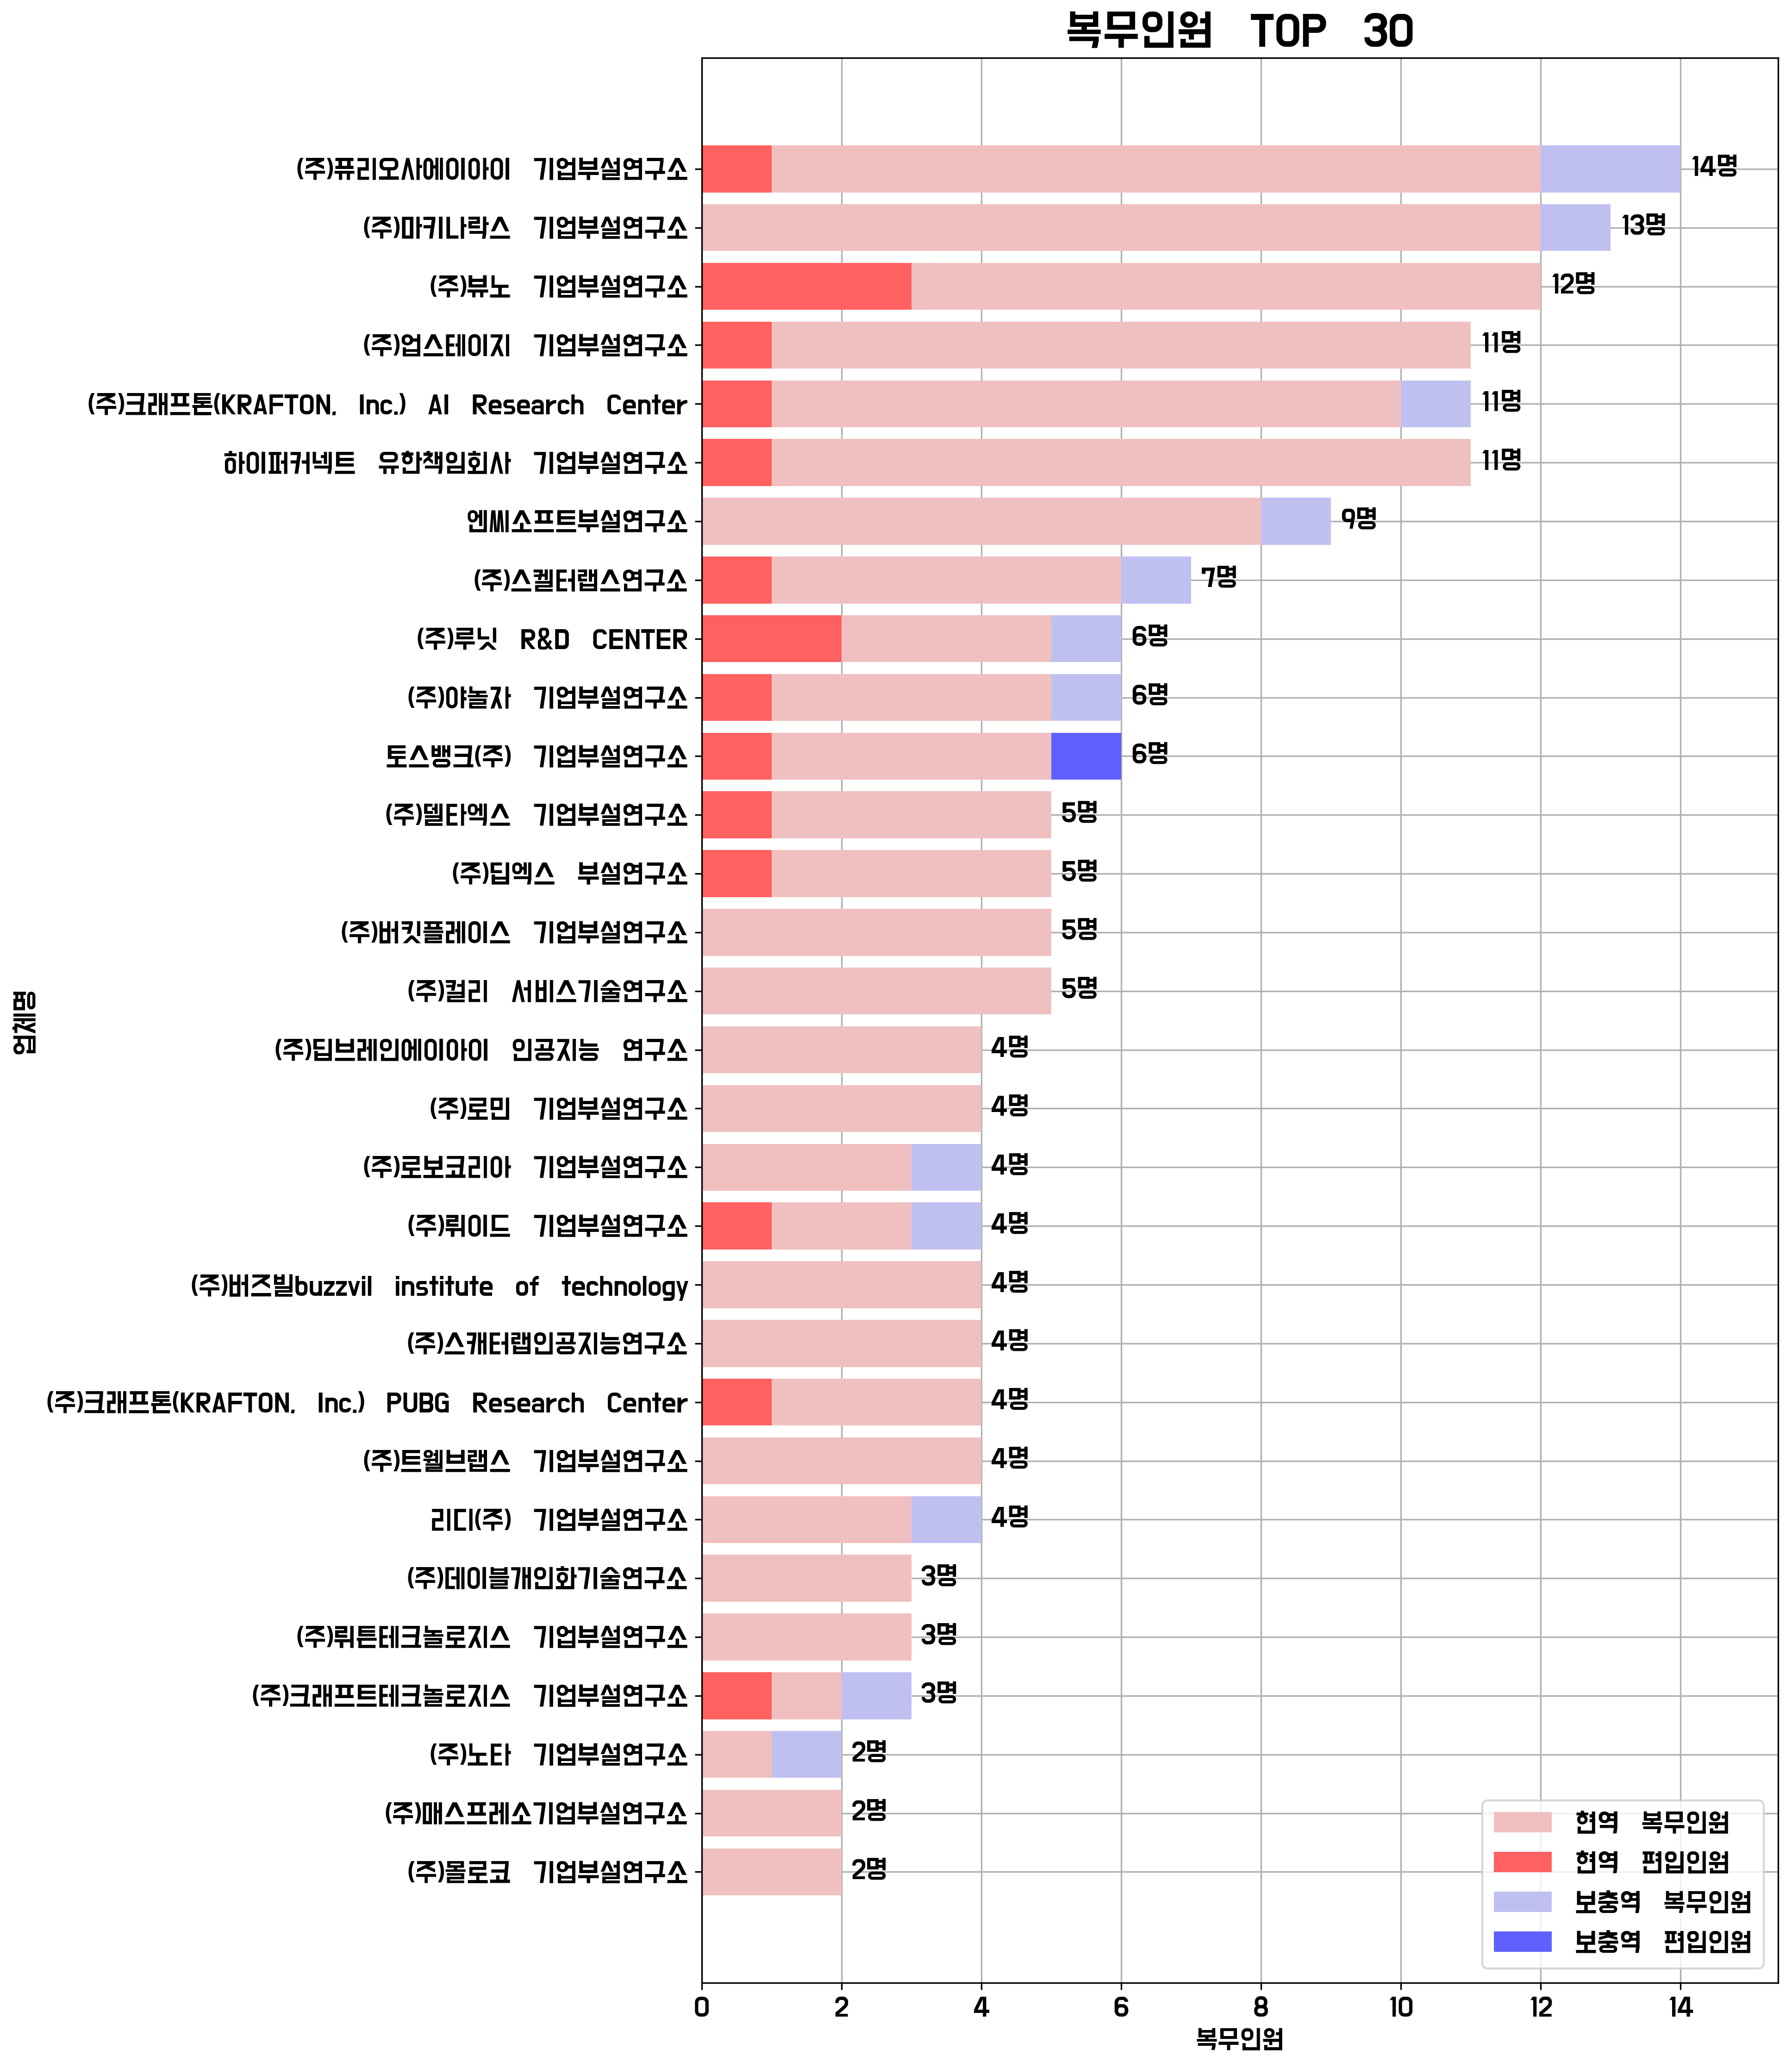 복무인원 TOP 30
(주)퓨리오사에이아이 기업부설연구소 14명
(주)마키나락스 기업부설연구소 13명
(주)뷰노 기업부설연구소 12명
(주)업스테이지 기업부설연구소 11명
(주)크래프톤(KRAFTON, Inc.) AI Research Center 11명
하이퍼커넥트 유한책임회사 기업부설연구소 11명
엔씨소프트부설연구소 9명
(주)스켈터랩스연구소 7명
(주)루닛 R&D CENTER 6명
(주)야놀자 기업부설연구소 6명
토스뱅크(주) 기업부설연구소 6명
(주)델타엑스 기업부설연구소 5명
(주)딥엑스 부설연구소 5명
(주)버킷플레이스 기업부설연구소 5명
(주)컬리 서비스기술연구소 5명
(주)딥브레인에이아이 인공지능 연구소 4명
(주)로민 기업부설연구소 4명
(주)로보코리아 기업부설연구소 4명
(주)뤼이드 기업부설연구소 4명
(주)버즈빌buzzvil institute of technology 4명
(주)스캐터랩인공지능연구소 4명
(주)크래프톤(KRAFTON, Inc.) PUBG Research Center 4명
(주)트웰브랩스 기업부설연구소 4명
리디(주) 기업부설연구소 4명
(주)데이블개인화기술연구소 3명
(주)뤼튼테크놀로지스 기업부설연구소 3명
(주)크래프트테크놀로지스 기업부설연구소 3명
(주)노타 기업부설연구소 2명
(주)매스프레소기업부설연구소 2명
(주)몰로코 기업부설연구소 2명
업체명
현역 복무인원
현역 편입인원
보충역 복무인원
보충역 편입인원
0 2 4 6 8 10 12 14
복무인원